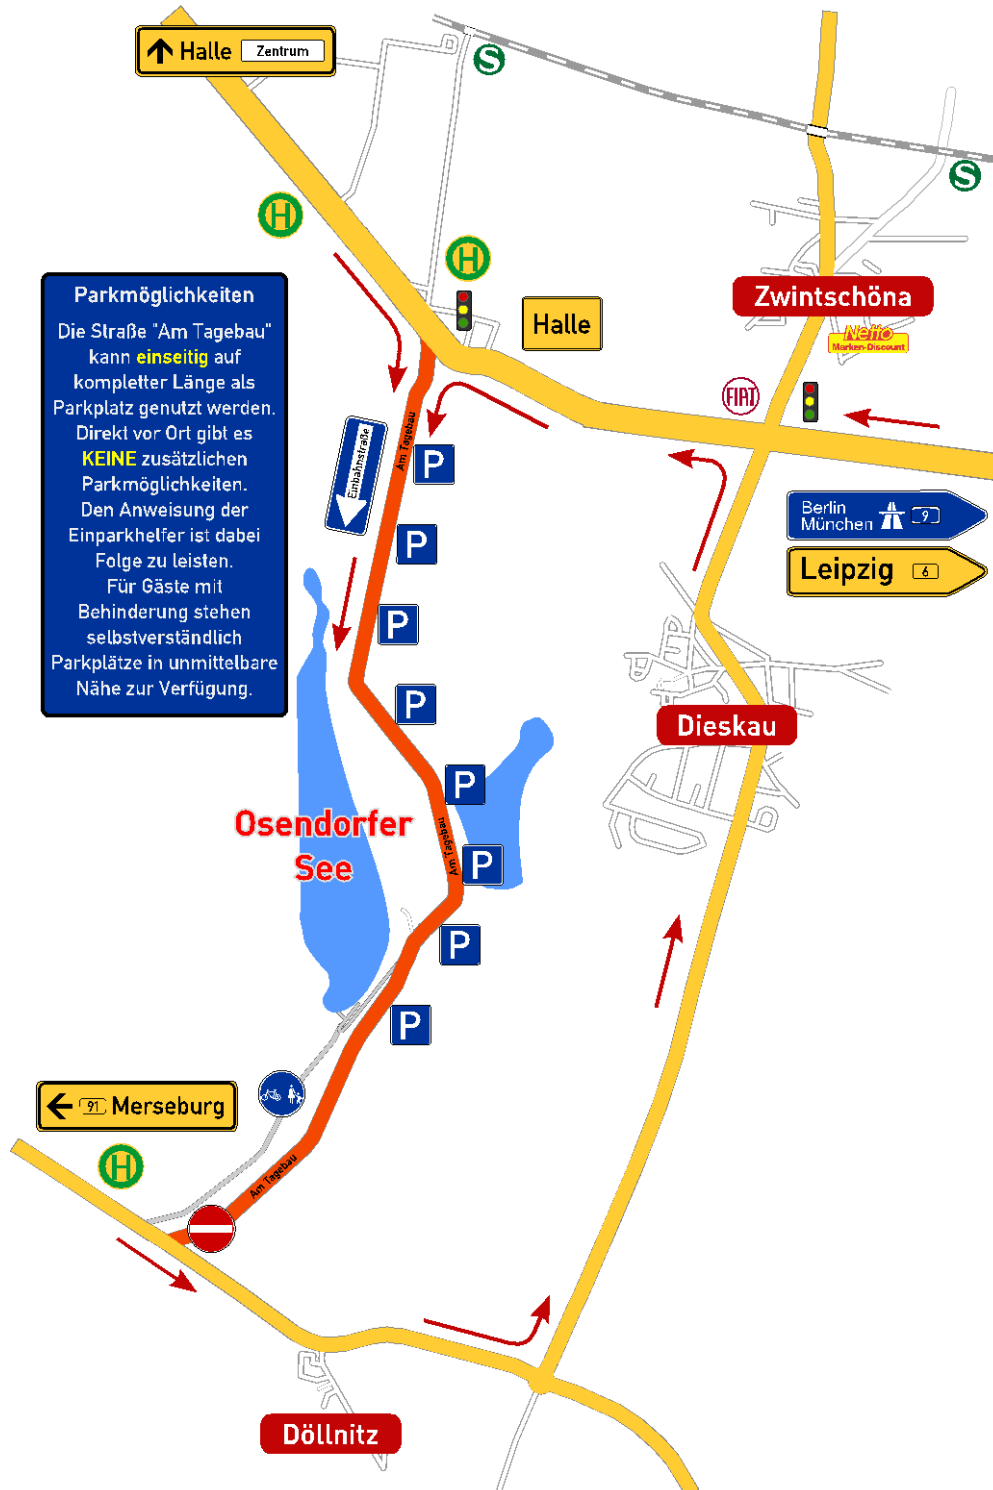 Halle Zentrum
S
S
H
H
Zwintschöna
Netto
Marken-Discount
Parkmöglichkeiten
Die Straße "Am Tagebau"
kann einseitig auf
kompletter Länge als
Parkplatz genutzt werden.
Direkt vor Ort gibt es
KEINE zusätzlichen
Parkmöglichkeiten.
Den Anweisung der
Einparkhelfer ist dabei
Folge zu leisten.
Für Gäste mit
Behinderung stehen
selbstverständlich
Parkplätze in unmittelbare
Nähe zur Verfügung.
Halle
FIAT
Am Tagebau
Einbahnstraße
P
Berlin
München 9
Leipzig 6
P
P
P
Dieskau
P
Osendorfer
See
Am Tagebau
P
P
P
91 Merseburg
H
Am Tagebau
Döllnitz